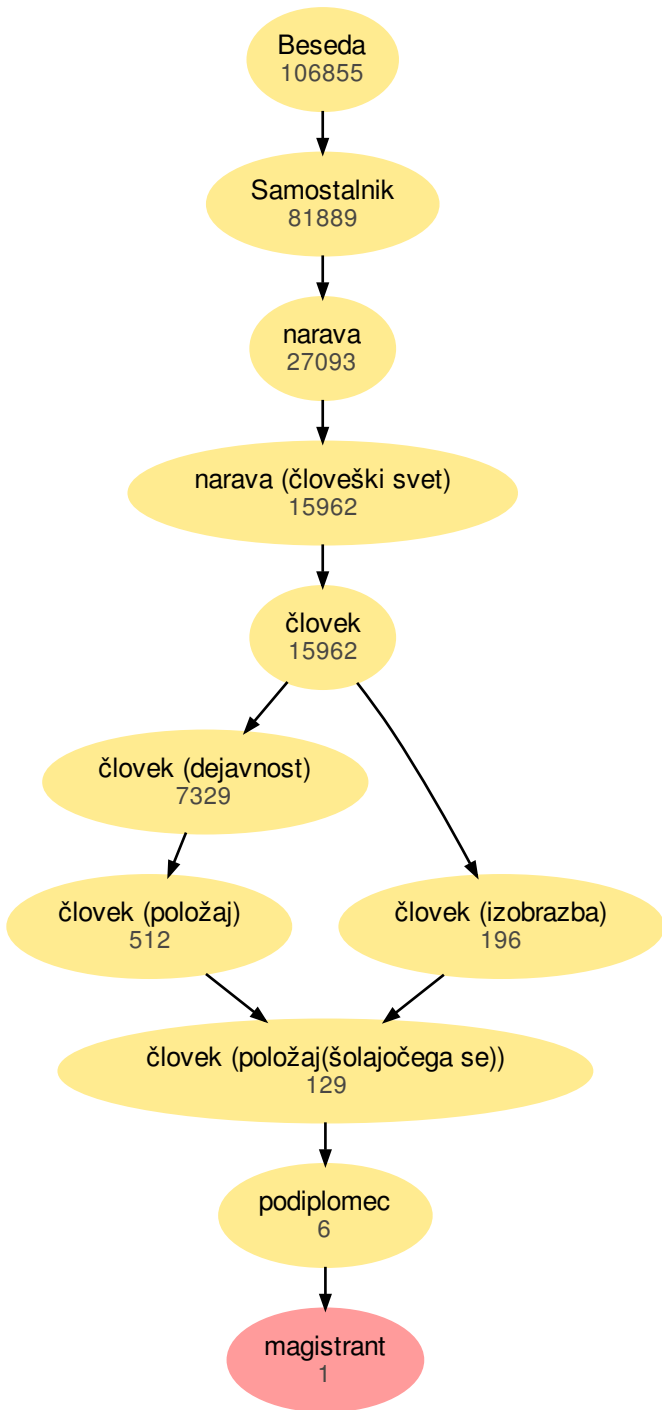 Beseda
106855
Samostalnik
81889
narava
27093
narava (človeški svet)
15962
človek
15962
človek (dejavnost)
7329
človek (položaj)
512
človek (izobrazba)
196
človek (položaj(šolajočega se))
129
podiplomec
6
magistrant
1